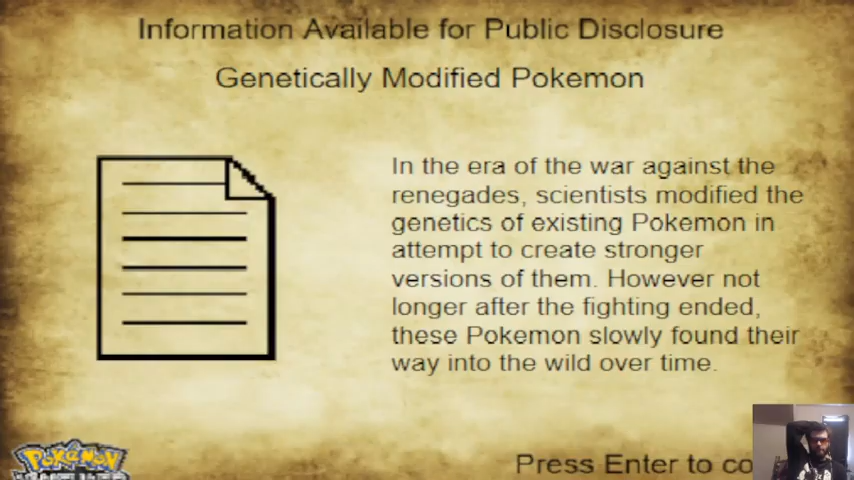 Information Available for Public Disclosure
Genetically Modified Pokemon
In the era of the war against the
renegades, scientists modified the
genetics of existing Pokemon in
attempt to create stronger
versions of them. However not
longer after the fighting ended,
these Pokemon slowly found their
way into the wild over time.
POKéMON
Press Enter to co